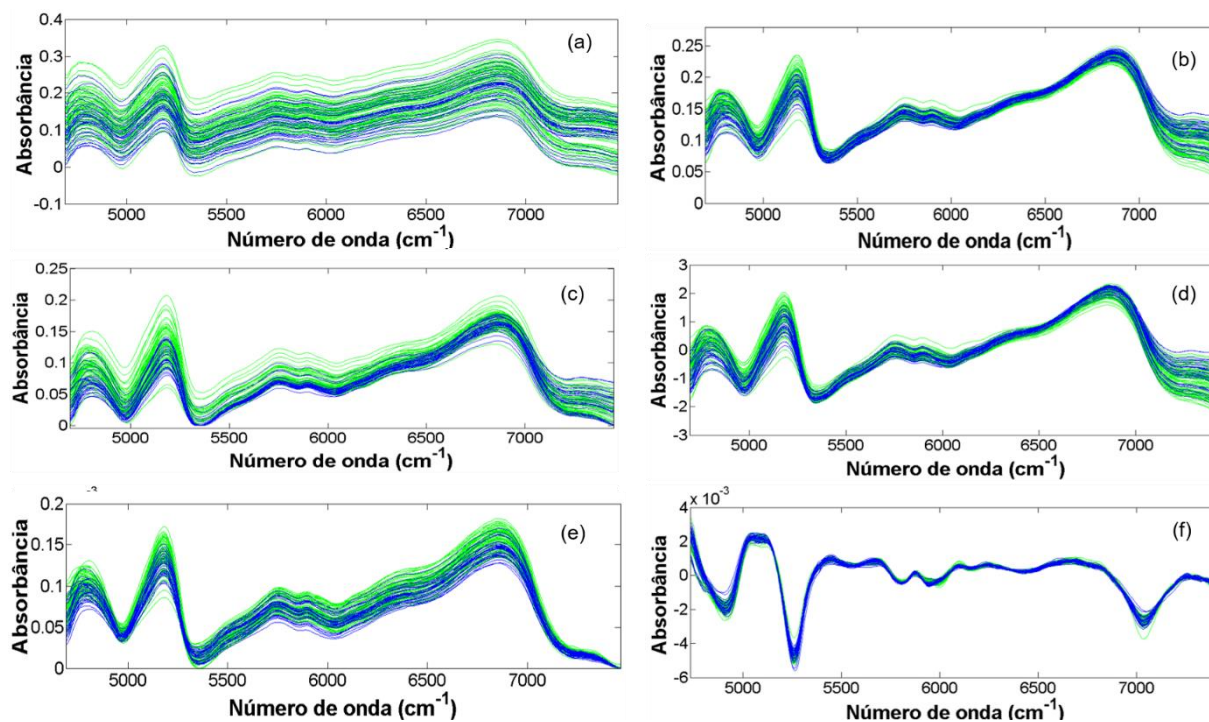 0.4
0.3
0.2
0.1
0
-0.1
Absorbância
(a)
5000 5500 6000 6500 7000
Número de onda (cm-1)
0.25
0.2
0.15
0.1
0.05
0
Absorbância
(b)
5000 5500 6000 6500 7000
Número de onda (cm-1)
0.25
0.2
0.15
0.1
0.05
0
Absorbância
(c)
5000 5500 6000 6500 7000
Número de onda (cm-1)
3
2
1
0
-1
-2
-3
Absorbância
(d)
5000 5500 6000 6500 7000
Número de onda (cm-1)
-3
0.2
0.15
0.1
0.05
0
Absorbância
(e)
5000 5500 6000 6500 7000
Número de onda (cm-1)
x 10-3
4
2
0
-2
-4
-6
Absorbância
(f)
5000 5500 6000 6500 7000
Número de onda (cm-1)